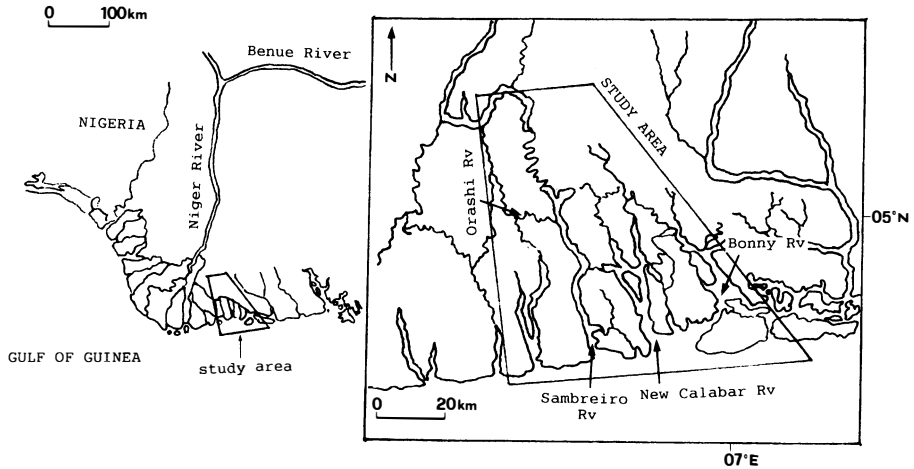 0 100km
Benue River
NIGERIA
Niger River
GULF OF GUINEA
study area
N
STUDY AREA
Orashi Rv
05°N
Bonny Rv
Sambreiro
Rv
New Calabar Rv
0 20km
07°E